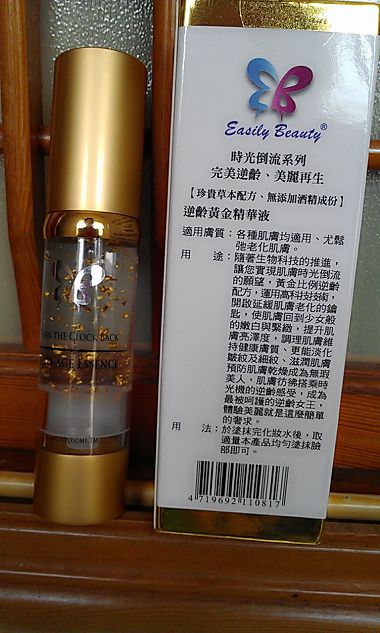 Easily Beauty®
時光倒流系列
完美逆齡、美麗再生
【珍貴草本配方、無添加酒精成份】
逆齡黃金精華液
適用膚質：各種肌膚均適用、尤鬆
弛老化肌膚。
用　　途：隨著生物科技的推進，
讓您實現肌膚時光倒流
的願望，黃金比例逆齡
配方，運用高科技技術，
開啟延緩肌膚老化的鑰
匙，使肌膚回到少女般
的嫩白與緊緻，提升肌
膚亮澤度，調理肌膚維
持健康膚質、更能淡化
皺紋及細紋、滋潤肌膚
預防肌膚乾燥成為無瑕
美人，肌膚彷彿搭乘時
光機的逆齡感受，成為
最被呵護的逆齡女王，
體驗美麗就是這麼簡單
的奢求。
用　　法：於塗抹完化妝水後，取
適量本產品均勻塗抹臉
部即可。
4 719692 110817
THE CLOCK BACK
AGE ESSENCE
LIPOSOME